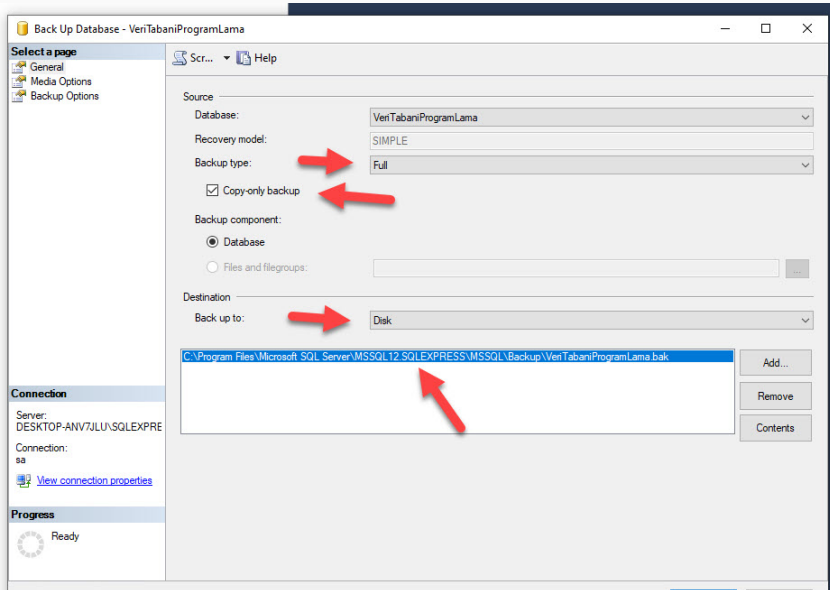 Back Up Database - VeriTabaniProgramLama
Select a page
General
Media Options
Backup Options
Scr...
Help
Source
Database:
VeriTabaniProgramLama
Recovery model:
SIMPLE
Backup type:
Full
Copy-only backup
Backup component:
Database
Files and filegroups:
...
Destination
Back up to:
Disk
C:\Program Files\Microsoft SQL Server\MSSQL12.SQLEXPRESS\MSSQL\Backup\VeriTabaniProgramLama.bak
Add...
Remove
Contents
Connection
Server:
DESKTOP-ANV7JLU\SQLEXPRE
Connection:
sa
View connection properties
Progress
Ready